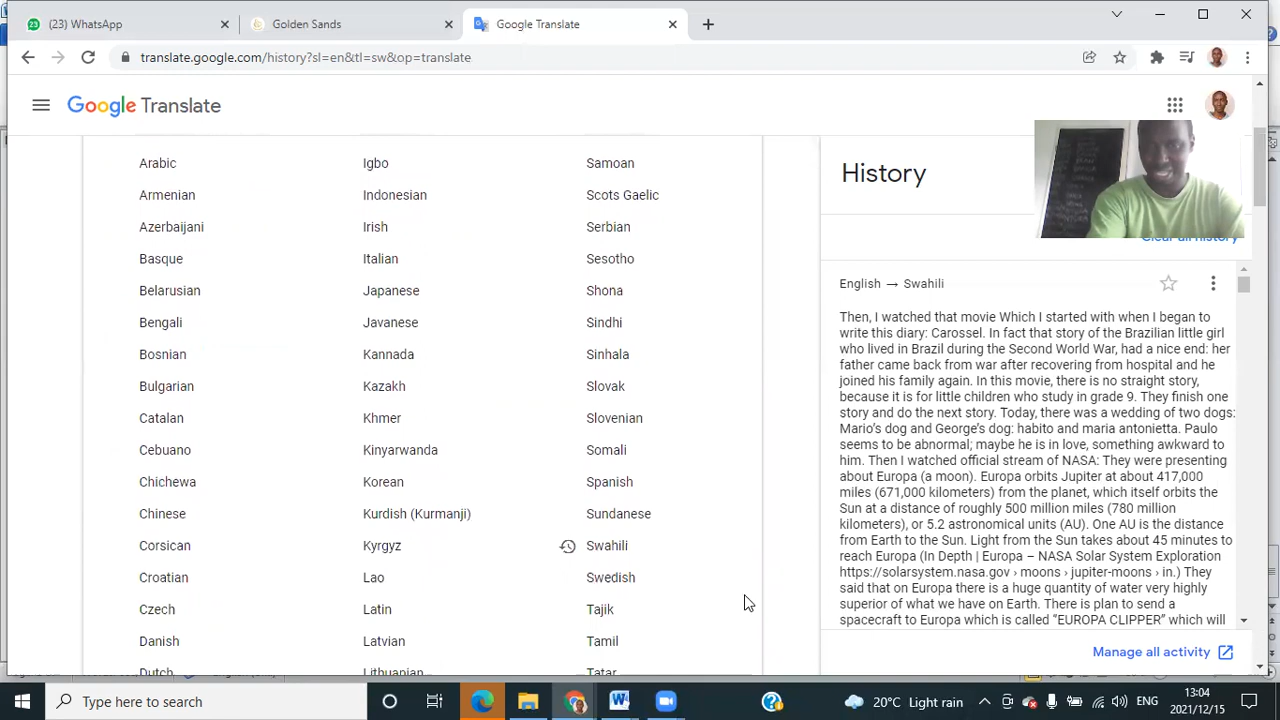 (23) WhatsApp
Golden Sands
Google Translate
translate.google.com/history?sl=en&tl=sw&op=translate
Google Translate
Arabic
Igbo
Samoan
Armenian
Indonesian
Scots Gaelic
Azerbaijani
Irish
Serbian
Basque
Italian
Sesotho
Belarusian
Japanese
Shona
Bengali
Javanese
Sindhi
Bosnian
Kannada
Sinhala
Bulgarian
Kazakh
Slovak
Catalan
Khmer
Slovenian
Cebuano
Kinyarwanda
Somali
Chichewa
Korean
Spanish
Chinese
Kurdish (Kurmanji)
Sundanese
Corsican
Kyrgyz
Swahili
Croatian
Lao
Swedish
Czech
Latin
Tajik
Danish
Latvian
Tamil
Dutch
Lithuanian
Tatar
History
Clear all history
English → Swahili
Then, I watched that movie Which I started with when I began to
write this diary: Carossel. In fact that story of the Brazilian little girl
who lived in Brazil during the Second World War, had a nice end: her
father came back from war after recovering from hospital and he
joined his family again. In this movie, there is no straight story,
because it is for little children who study in grade 9. They finish one
story and do the next story. Today, there was a wedding of two dogs:
Mario's dog and George's dog: habito and maria antonietta. Paulo
seems to be abnormal; maybe he is in love, something awkward to
him. Then I watched official stream of NASA: They were presenting
about Europa (a moon). Europa orbits Jupiter at about 417,000
miles (671,000 kilometers) from the planet, which itself orbits the
Sun at a distance of roughly 500 million miles (780 million
kilometers), or 5.2 astronomical units (AU). One AU is the distance
from Earth to the Sun. Light from the Sun takes about 45 minutes to
reach Europa (In Depth | Europa – NASA Solar System Exploration
https://solarsystem.nasa.gov › moons › jupiter-moons › in.) They
said that on Europa there is a huge quantity of water very highly
superior of what we have on Earth. There is plan to send a
spacecraft to Europa which is called “EUROPA CLIPPER” which will
Manage all activity
Type here to search
20°C Light rain
ENG
13:04
2021/12/15